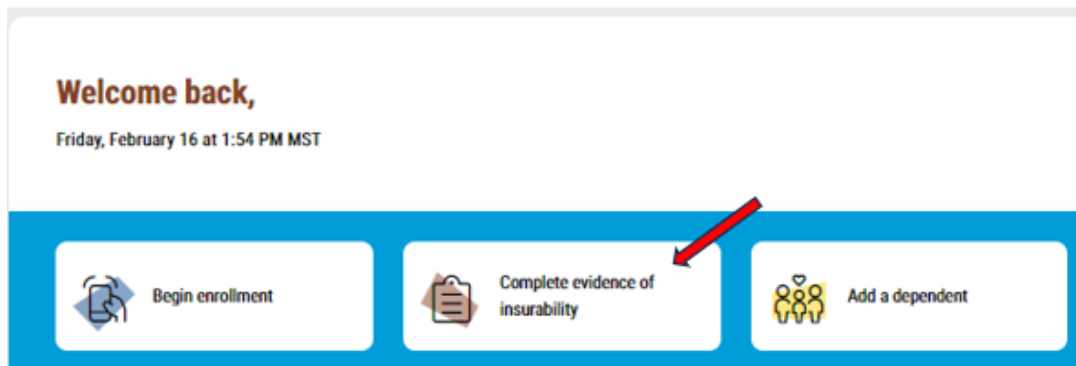 Welcome back,
Friday, February 16 at 1:54 PM MST
Begin enrollment
Complete evidence of
insurability
Add a dependent